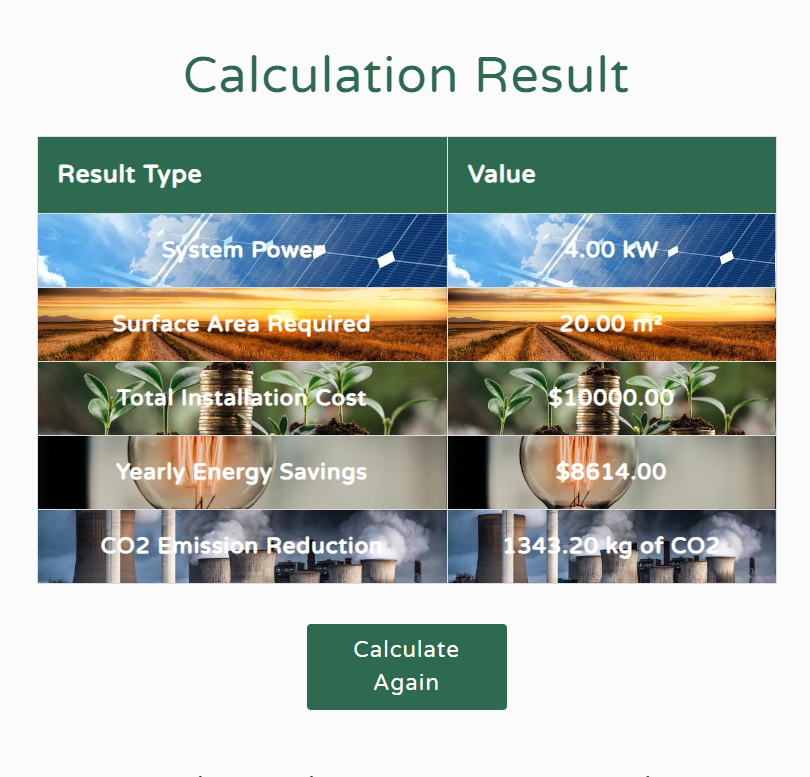 Calculation Result
Result Type Value
System Power 4.00 kW
Surface Area Required 20.00 m²
Total Installation Cost $10000.00
Yearly Energy Savings $8614.00
CO2 Emission Reduction 1343.20 kg of CO2
Calculate
Again